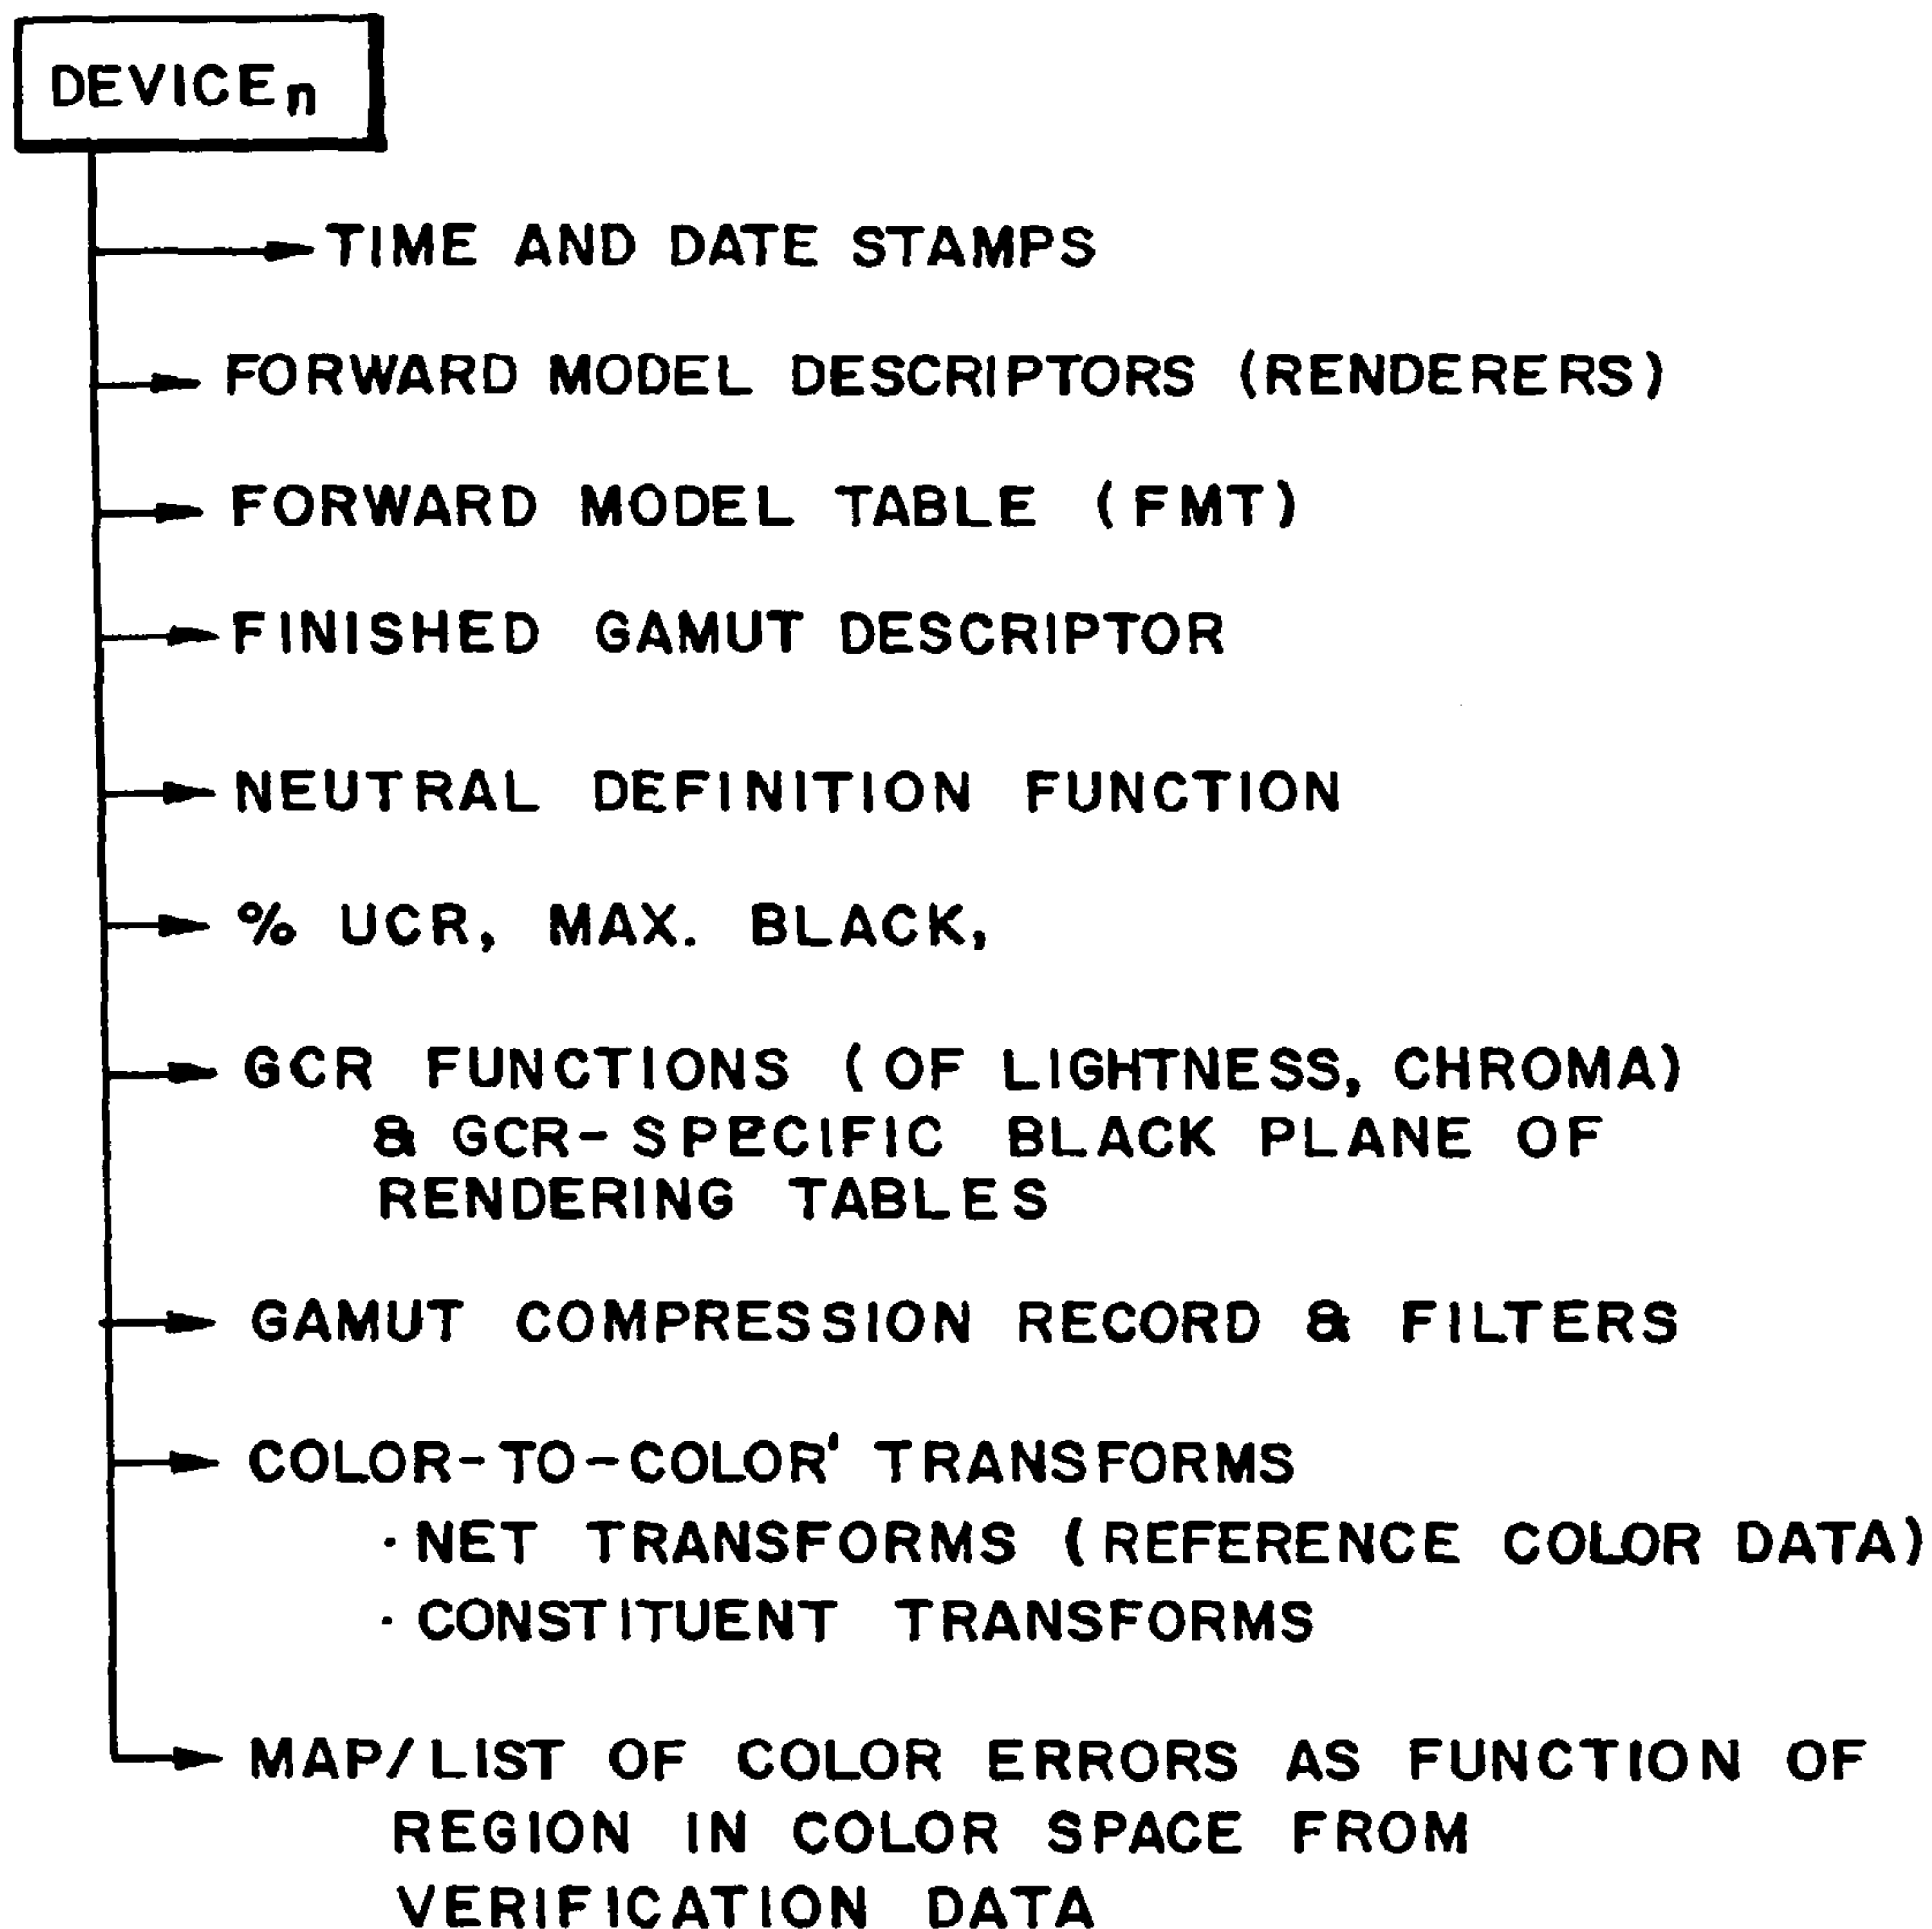 DEVICEn
TIME AND DATE STAMPS
FORWARD MODEL DESCRIPTORS (RENDERERS)
FORWARD MODEL TABLE (FMT)
FINISHED GAMUT DESCRIPTOR
NEUTRAL DEFINITION FUNCTION
% UCR, MAX. BLACK,
GCR FUNCTIONS (OF LIGHTNESS, CHROMA)
& GCR-SPECIFIC BLACK PLANE OF
RENDERING TABLES
GAMUT COMPRESSION RECORD & FILTERS
COLOR-TO-COLOR' TRANSFORMS
· NET TRANSFORMS (REFERENCE COLOR DATA)
· CONSTITUENT TRANSFORMS
MAP/LIST OF COLOR ERRORS AS FUNCTION OF
REGION IN COLOR SPACE FROM
VERIFICATION DATA